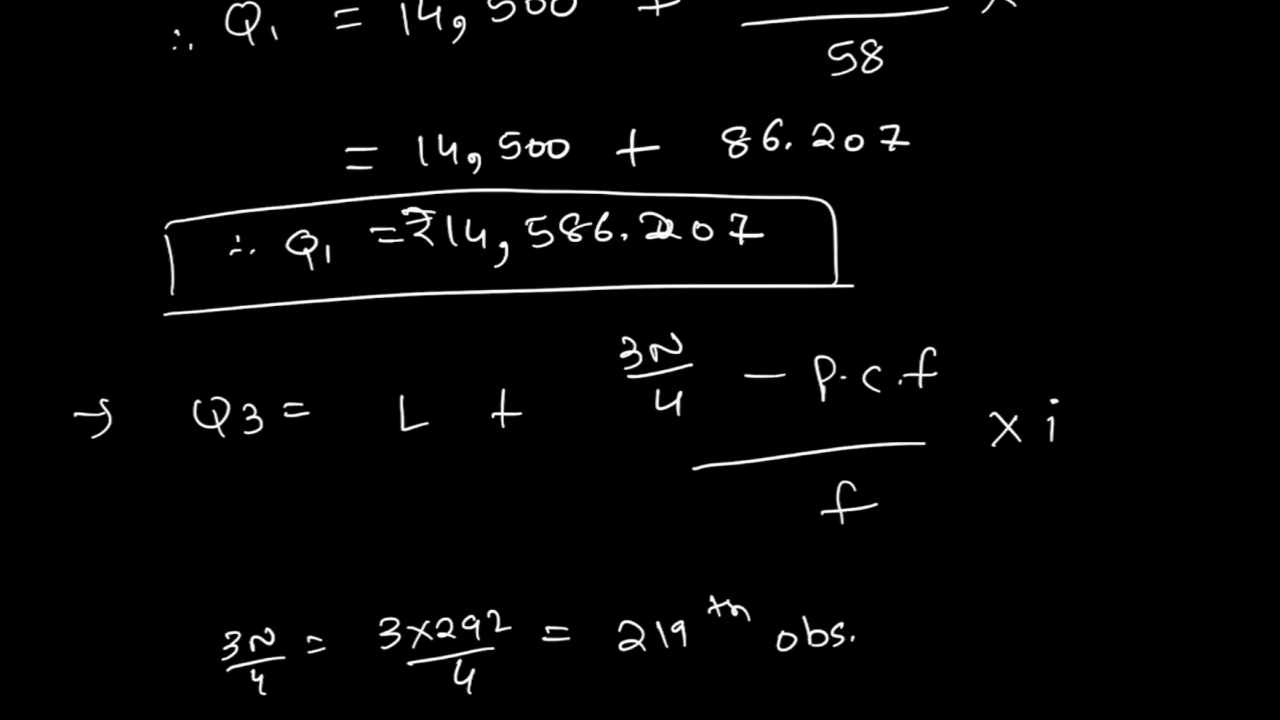 ∴ Q₁ = 14,500 + ――― ×
58
= 14,500 + 86.207
∴ Q₁ = ₹14,586.207
→ Q3 = L + (3N/4 − p.c.f)/f × i
3N/4 = 3×292/4 = 219th obs.